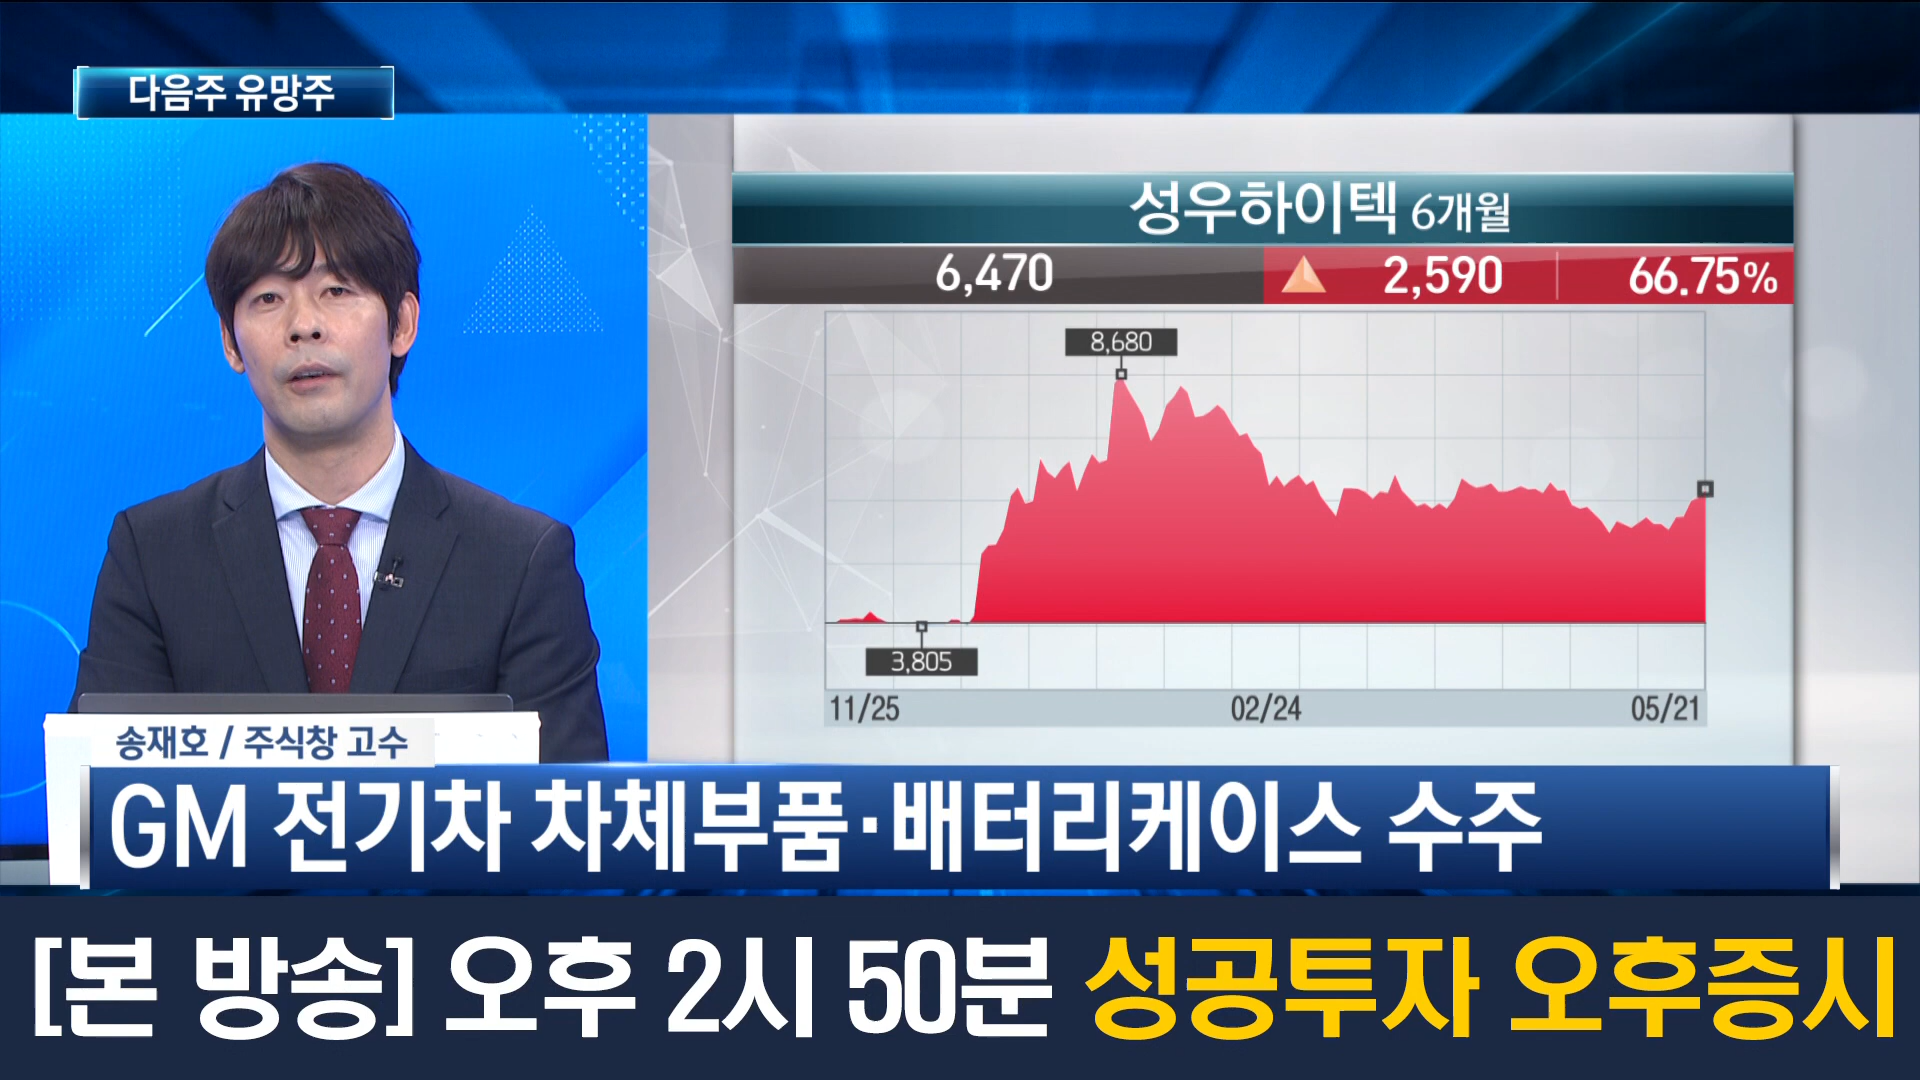 다음주 유망주
성우하이텍 6개월
6,470 ▲ 2,590 66.75%
8,680
3,805
11/25 02/24 05/21
송재호 / 주식창 고수
GM 전기차 차체부품·배터리케이스 수주
[본 방송] 오후 2시 50분 성공투자 오후증시